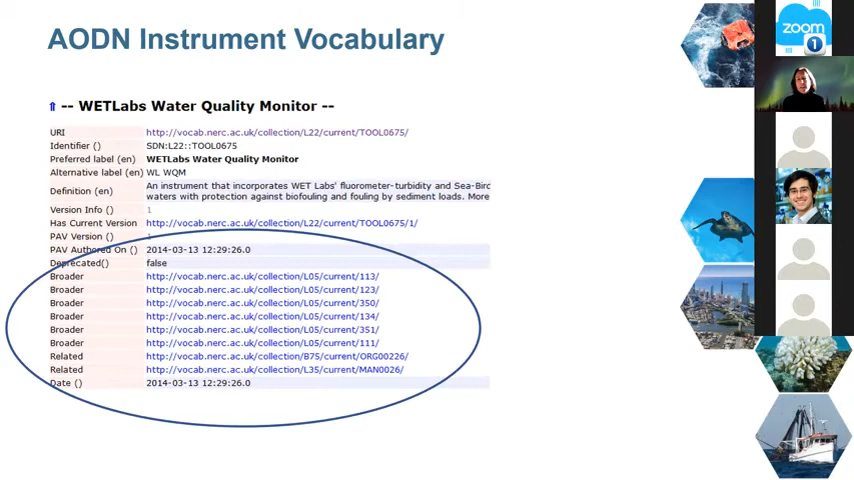 AODN Instrument Vocabulary
⇑ -- WETLabs Water Quality Monitor --
URI http://vocab.nerc.ac.uk/collection/L22/current/TOOL0675/
Identifier () SDN:L22::TOOL0675
Preferred label (en) WETLabs Water Quality Monitor
Alternative label (en) WL WQM
Definition (en) An instrument that incorporates WET Labs' fluorometer-turbidity and Sea-Bird
waters with protection against biofouling and fouling by sediment loads. More
Version Info () 1
Has Current Version http://vocab.nerc.ac.uk/collection/L22/current/TOOL0675/1/
PAV Version () 1
PAV Authored On () 2014-03-13 12:29:26.0
Deprecated() false
Broader http://vocab.nerc.ac.uk/collection/L05/current/113/
Broader http://vocab.nerc.ac.uk/collection/L05/current/123/
Broader http://vocab.nerc.ac.uk/collection/L05/current/350/
Broader http://vocab.nerc.ac.uk/collection/L05/current/134/
Broader http://vocab.nerc.ac.uk/collection/L05/current/351/
Broader http://vocab.nerc.ac.uk/collection/L05/current/111/
Related http://vocab.nerc.ac.uk/collection/B75/current/ORG00226/
Related http://vocab.nerc.ac.uk/collection/L35/current/MAN0026/
Date () 2014-03-13 12:29:26.0
zoom
1